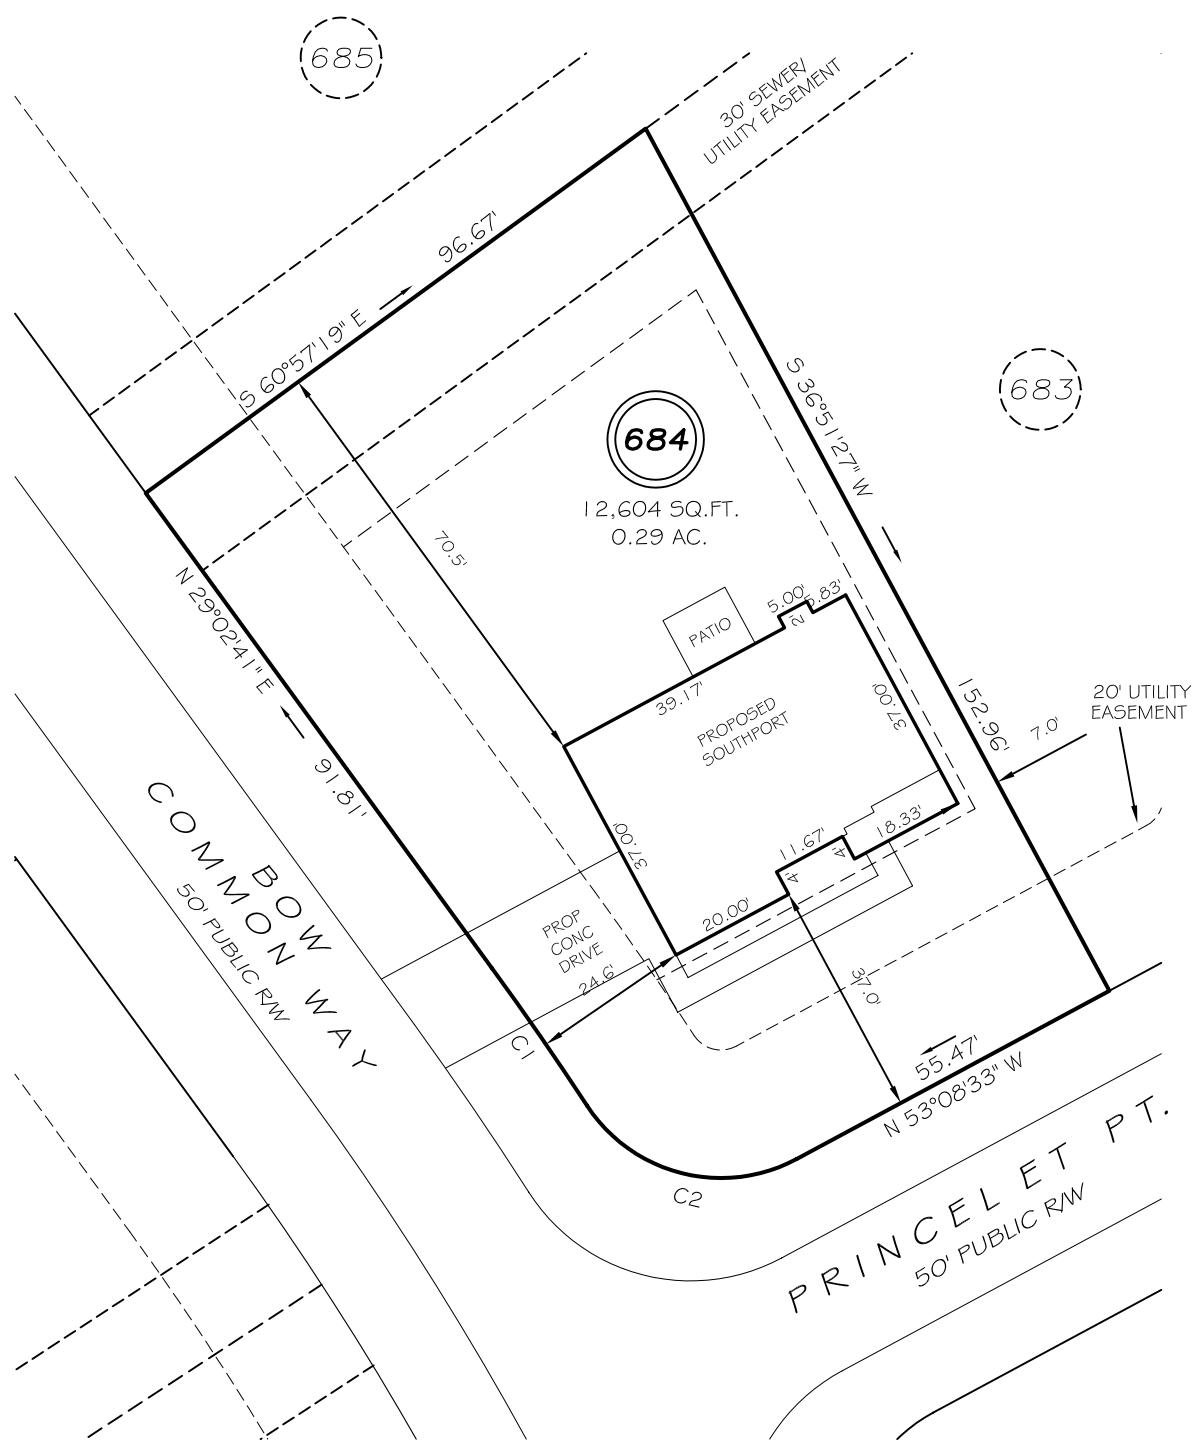 685
30' SEWER/
UTILITY EASEMENT
96.67'
S 60°57'19" E
S 36°51'27" W
683
684
12,604 SQ.FT.
0.29 AC.
70.5'
N 29°02'41" E
5.00'
5.83'
2'
PATIO
39.17'
37.00'
PROPOSED
SOUTHPORT
152.96'
20' UTILITY
EASEMENT
7.0'
91.81'
37.00'
11.67'
18.33'
4'
4'
20.00'
BOW
COMMON WAY
50' PUBLIC R/W
PROP
CONC
DRIVE
24.6'
37.0'
C1
55.47'
N 53°08'33" W
C2
PRINCELET PT.
50' PUBLIC R/W